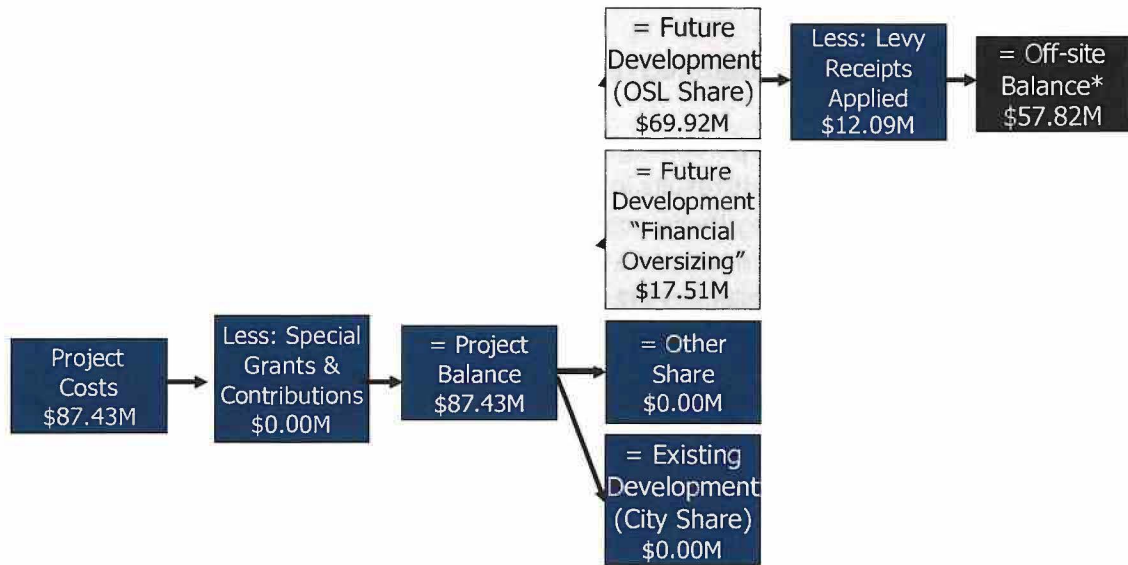 Project
Costs
$87.43M
Less: Special
Grants &
Contributions
$0.00M
= Project
Balance
$87.43M
= Future
Development
(OSL Share)
$69.92M
Less: Levy
Receipts
Applied
$12.09M
= Off-site
Balance*
$57.82M
= Future
Development
"Financial
Oversizing"
$17.51M
= Other
Share
$0.00M
= Existing
Development
(City Share)
$0.00M